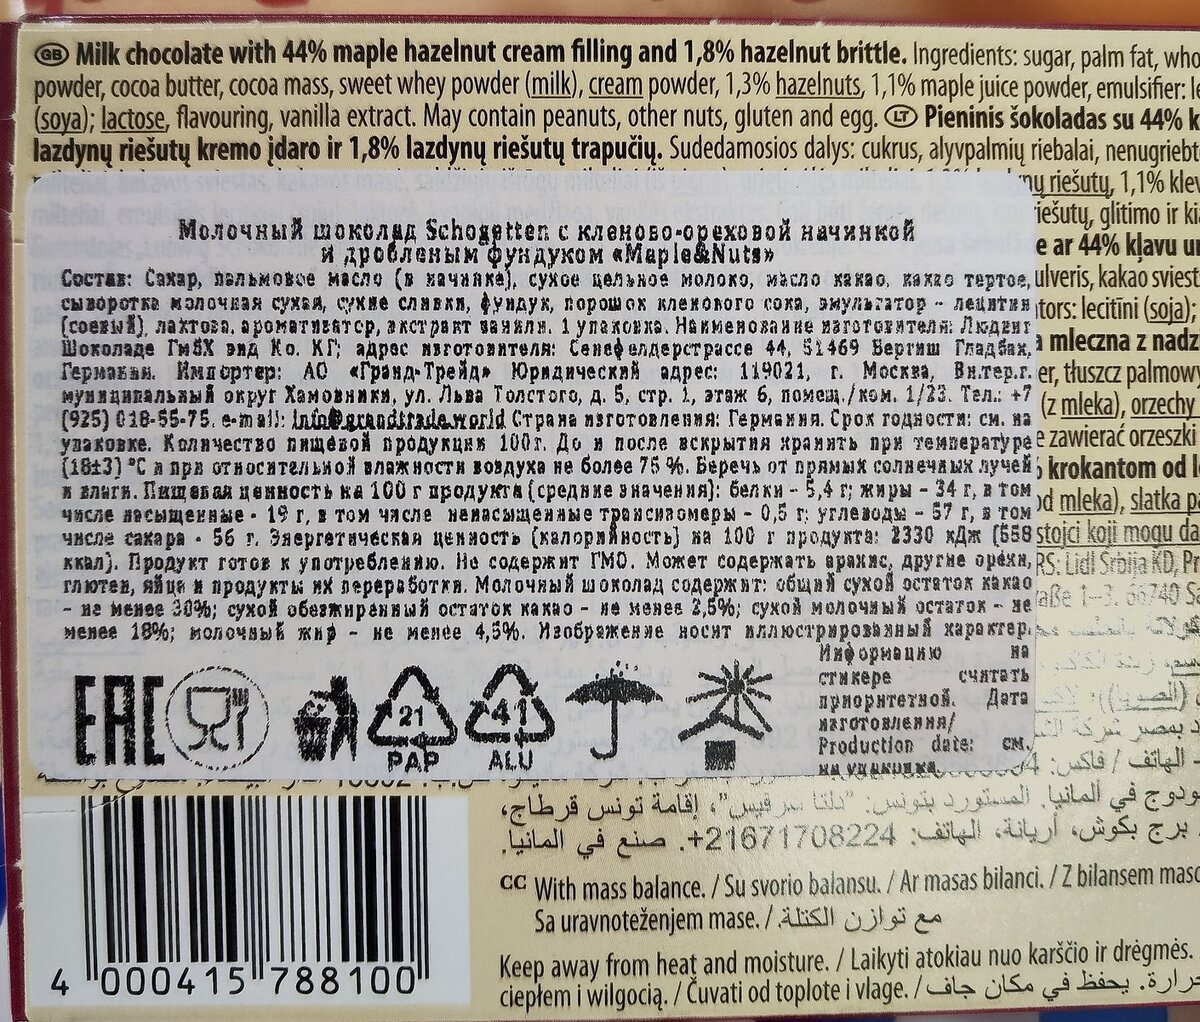 GB Milk chocolate with 44% maple hazelnut cream filling and 1,8% hazelnut brittle. Ingredients: sugar, palm fat,
powder, cocoa butter, cocoa mass, sweet whey powder (milk), cream powder, 1,3% hazelnuts, 1,1% maple juice powder, emulsifier:
(soya); lactose, flavouring, vanilla extract. May contain peanuts, other nuts, gluten and egg. LT Pieninis šokoladas su 44%
lazdynų riešutų kremo įdaro ir 1,8% lazdynų riešutų trapučių. Sudedamosios dalys: cukrus, alyvpalmių riebalai,
riešutų, 1,1%
glitimo ir
ar 44% kļavu
kakao
lecitīni (soja);
mleczna z
tłuszcz
(z mleka), orzechy
zawierać orzeszki
krokantom od
mleka), slatka
koji mogu da
RS: Lidl Srbija KD,
1–3, 66740
Молочный шоколад Schogetten с кленово-ореховой начинкой
и дробленым фундуком «Maple&Nuts»
Состав: Сахар, пальмовое масло (в начинке), сухое цельное молоко, масло какао, какао тертое,
сыворотка молочная сухая, сухие сливки, фундук, порошок кленового сока, эмульгатор - лецитин
(соевый), лактоза, ароматизатор, экстракт ванили. 1 упаковка. Наименование изготовителя: Людвиг
Шоколаде ГмбХ энд Ко. КГ; адрес изготовителя: Сенефелдерстрассе 44, 51469 Бергиш Гладбах,
Германия. Импортер: АО «Гранд-Трейд» Юридический адрес: 119021, г. Москва, Вн.тер.г.
муниципальный округ Хамовники, ул. Льва Толстого, д. 5, стр. 1, этаж 6, помещ./ком. 1/23. Тел.: +7
(925) 018-55-75. e-mail: info@grandtrade.world Страна изготовления: Германия. Срок годности: см. на
упаковке. Количество пищевой продукции 100г. До и после вскрытия хранить при температуре
(18±3) °C и при относительной влажности воздуха не более 75 %. Беречь от прямых солнечных лучей
и влаги. Пищевая ценность на 100 г продукта (средние значения): белки - 5,4 г; жиры - 34 г, в том
числе насыщенные - 19 г, в том числе ненасыщенные трансизомеры - 0,5 г; углеводы - 57 г, в том
числе сахара - 56 г. Энергетическая ценность (калорийность) на 100 г продукта: 2330 кДж (558
ккал). Продукт готов к употреблению. Не содержит ГМО. Может содержать арахис, другие орехи,
глютен, яйца и продукты их переработки. Молочный шоколад содержит: общий сухой остаток какао
- не менее 30%; сухой обезжиренный остаток какао - не менее 2,5%; сухой молочный остаток - не
менее 18%; молочный жир - не менее 4,5%. Изображение носит иллюстрированный характер.
Информацию на
стикере считать
приоритетной. Дата
изготовления/
Production date: см.
на упаковке
EAC
21
PAP
41
ALU
الهاتف / فاكس:
في ألمانيا. المستورد بتونس: "دلتا سرفيس"، إقامة تونس قرطاج،
برج بكوش، أريانة، الهاتف: 21671708224+. صنع في ألمانيا.
CC With mass balance. / Su svorio balansu. / Ar masas bilanci. / Z bilansem
Sa uravnoteženjem mase. / مع توازن الكتلة.
Keep away from heat and moisture. / Laikyti atokiau nuo karščio ir drėgmės.
ciepłem i wilgocią. / Čuvati od toplote i vlage. / يحفظ في مكان جاف
4 000415 788100